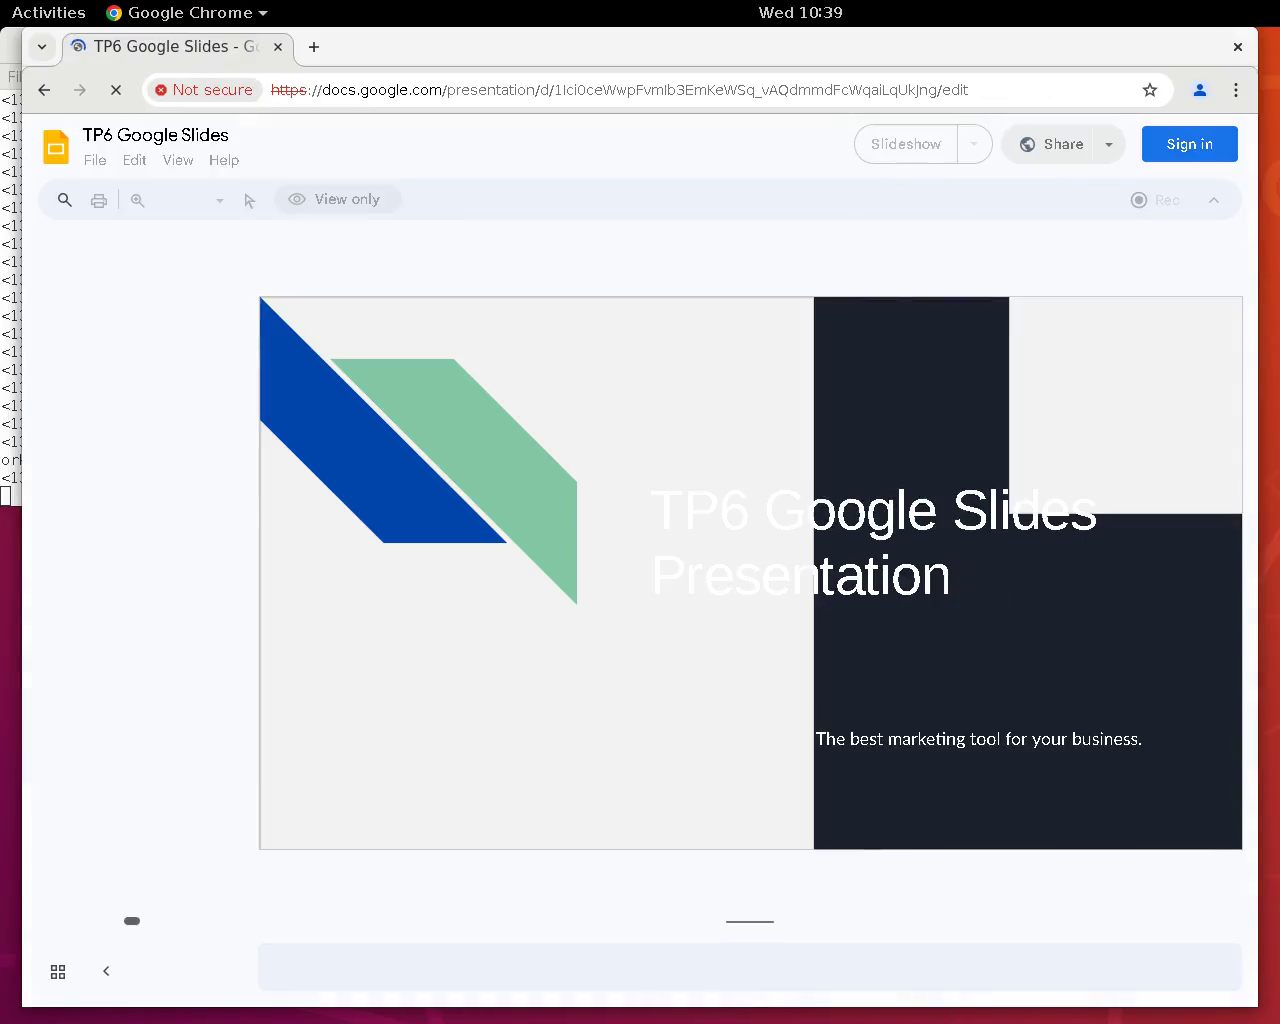 Activities
Google Chrome
Wed 10:39
TP6 Google Slides - Go
Not secure
https://docs.google.com/presentation/d/1Ici0ceWwpFvmIb3EmKeWSq_vAQdmmdFcWqaiLqUkJng/edit
TP6 Google Slides
File Edit View Help
Slideshow
Share
Sign in
View only
Rec
TP6 Google Slides
Presentation
The best marketing tool for your business.